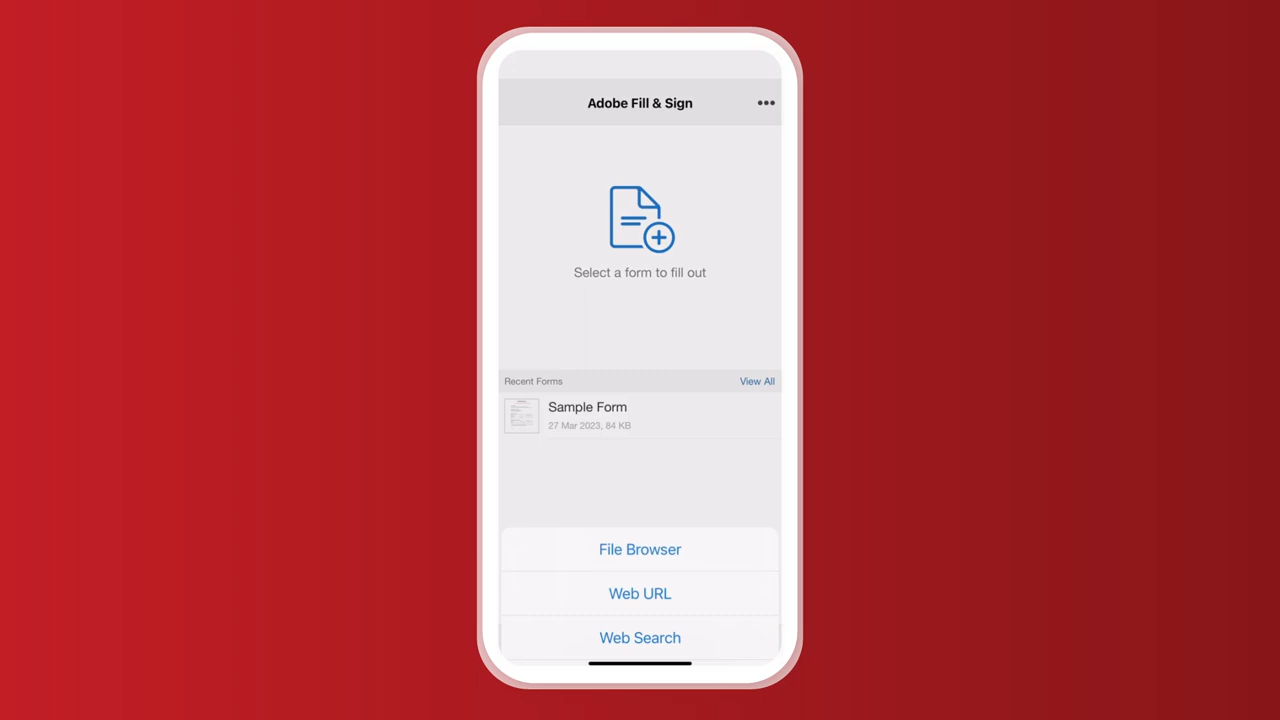 Adobe Fill & Sign
Select a form to fill out
Recent Forms
View All
Sample Form
27 Mar 2023, 84 KB
File Browser
Web URL
Web Search